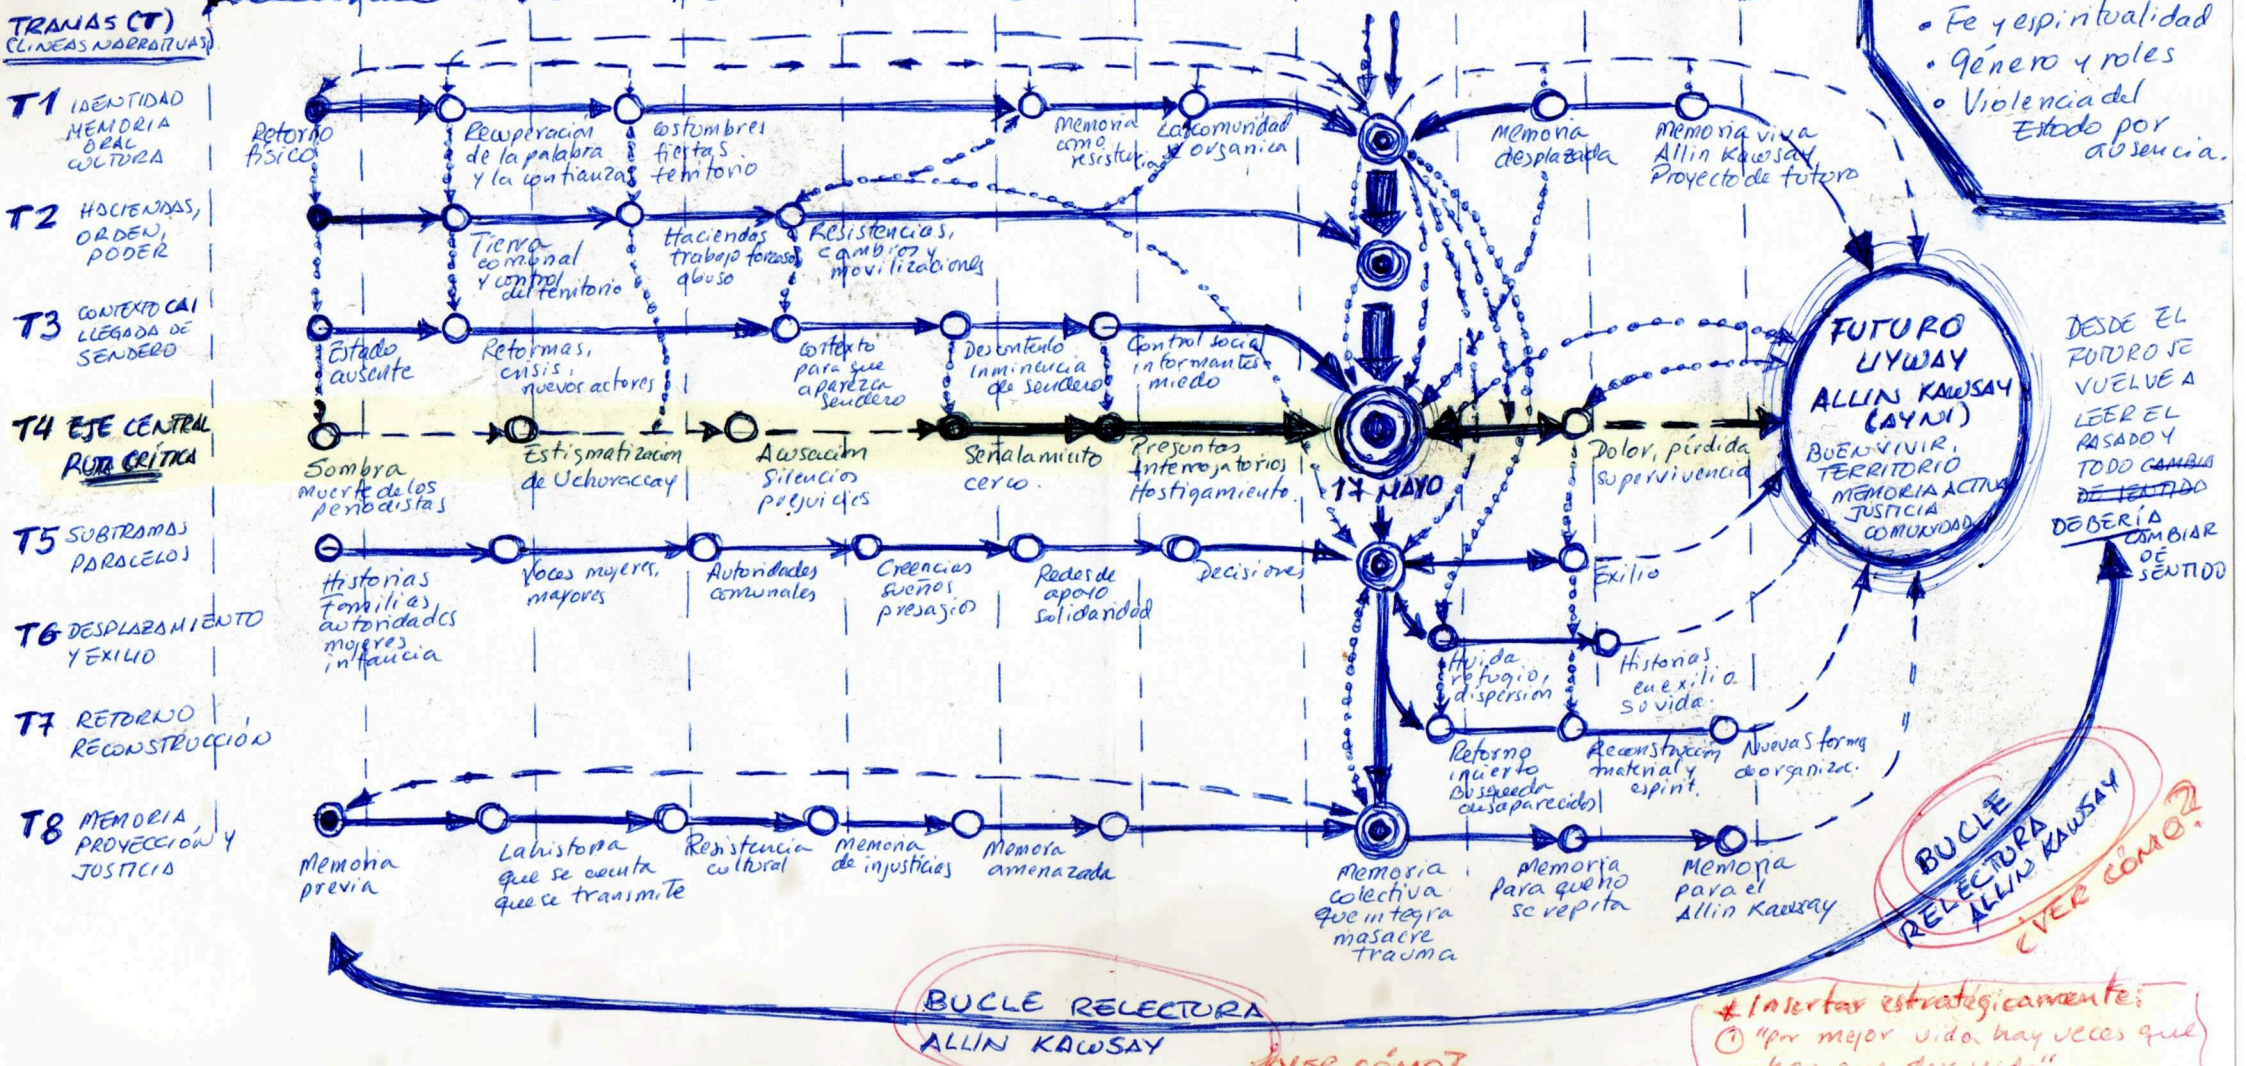 TRAMAS (T)
(LINEAS NARRATIVAS)
T1 IDENTIDAD
MEMORIA
ORAL
CULTURA
Retorno
físico
Recuperación
de la palabra
y la confianza
Costumbres
fiestas
territorio
Memoria
como
resistencia
La comunidad
organica
Memoria
desplazada
Memoria viva
Allin Kawsay
Proyecto de futuro
T2 HACIENDAS,
ORDEN,
PODER
Tierra
comunal
y control
del territorio
Haciendas
trabajo forzoso
abuso
Resistencias,
cambios y
movilizaciones
T3 CONTEXTO CAI
LLEGADA DE
SENDERO
Estado
ausente
Reformas,
crisis,
nuevos actores
Contexto
para que
aparezca
Sendero
Descontento
Inminencia
de sendero
Control social
informantes
miedo
T4 EJE CENTRAL
RUTA CRÍTICA
Sombra
muerte de los
periodistas
Estigmatización
de Uchuraccay
Acusación
Silencios
prejuicios
Señalamiento
cerco.
Preguntas
Interrogatorios
Hostigamiento.
17 MAYO
Dolor, pérdida
supervivencia
T5 SUBTRAMAS
PARALELOS
Historias
familias
autoridades
mujeres
infancia
Voces mujeres,
mayores
Autoridades
comunales
Creencias
sueños
presagios
Redes de
apoyo
Solidaridad
Decisiones
Exilio
T6 DESPLAZAMIENTO
Y EXILIO
Huida
refugio,
dispersión
Historias
en exilio
su vida.
T7 RETORNO
RECONSTRUCCIÓN
Retorno
incierto
Búsqueda
desaparecidos
Reconstrucción
material y
espirit.
Nuevas forma
de organiza.
T8 MEMORIA,
PROYECCIÓN Y
JUSTICIA
Memoria
previa
La historia
que se cuenta
que se transmite
Resistencia
cultural
Memoria
de injusticias
Memoria
amenazada
Memoria
colectiva
que integra
masacre
trauma
Memoria
para que no
se repita
Memoria
para el
Allin Kawsay
• Fe y espiritualidad
• Género y roles
• Violencia del
Estado por
ausencia.
FUTURO
UYWAY
ALLIN KAWSAY
(AYNI)
BUEN VIVIR,
TERRITORIO
MEMORIA ACTIVA
JUSTICIA
COMUNIDAD
DESDE EL
FUTURO SE
VUELVE A
LEER EL
PASADO Y
TODO CAMBIA
DE SENTIDO
DEBERÍA
CAMBIAR
DE
SENTIDO
BUCLE
RELECTURA
ALLIN KAWSAY
¿VER CÓMO?
BUCLE RELECTURA
ALLIN KAWSAY
¿VER CÓMO?
* Insertar estratégicamente:
① "Por mejor vida hay veces que